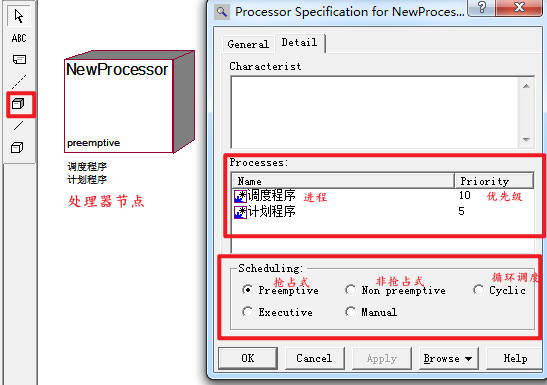 Processor Specification for NewProces...
ABC
General
Detail
Characterist
NewProcessor
preemptive
调度程序
计划程序
处理器节点
Processes:
Name
Priority
调度程序
进程
10
优先级
计划程序
5
Scheduling:
抢占式
非抢占式
循环调度
Preemptive
Non preemptive
Cyclic
Executive
Manual
OK
Cancel
Apply
Browse
Help